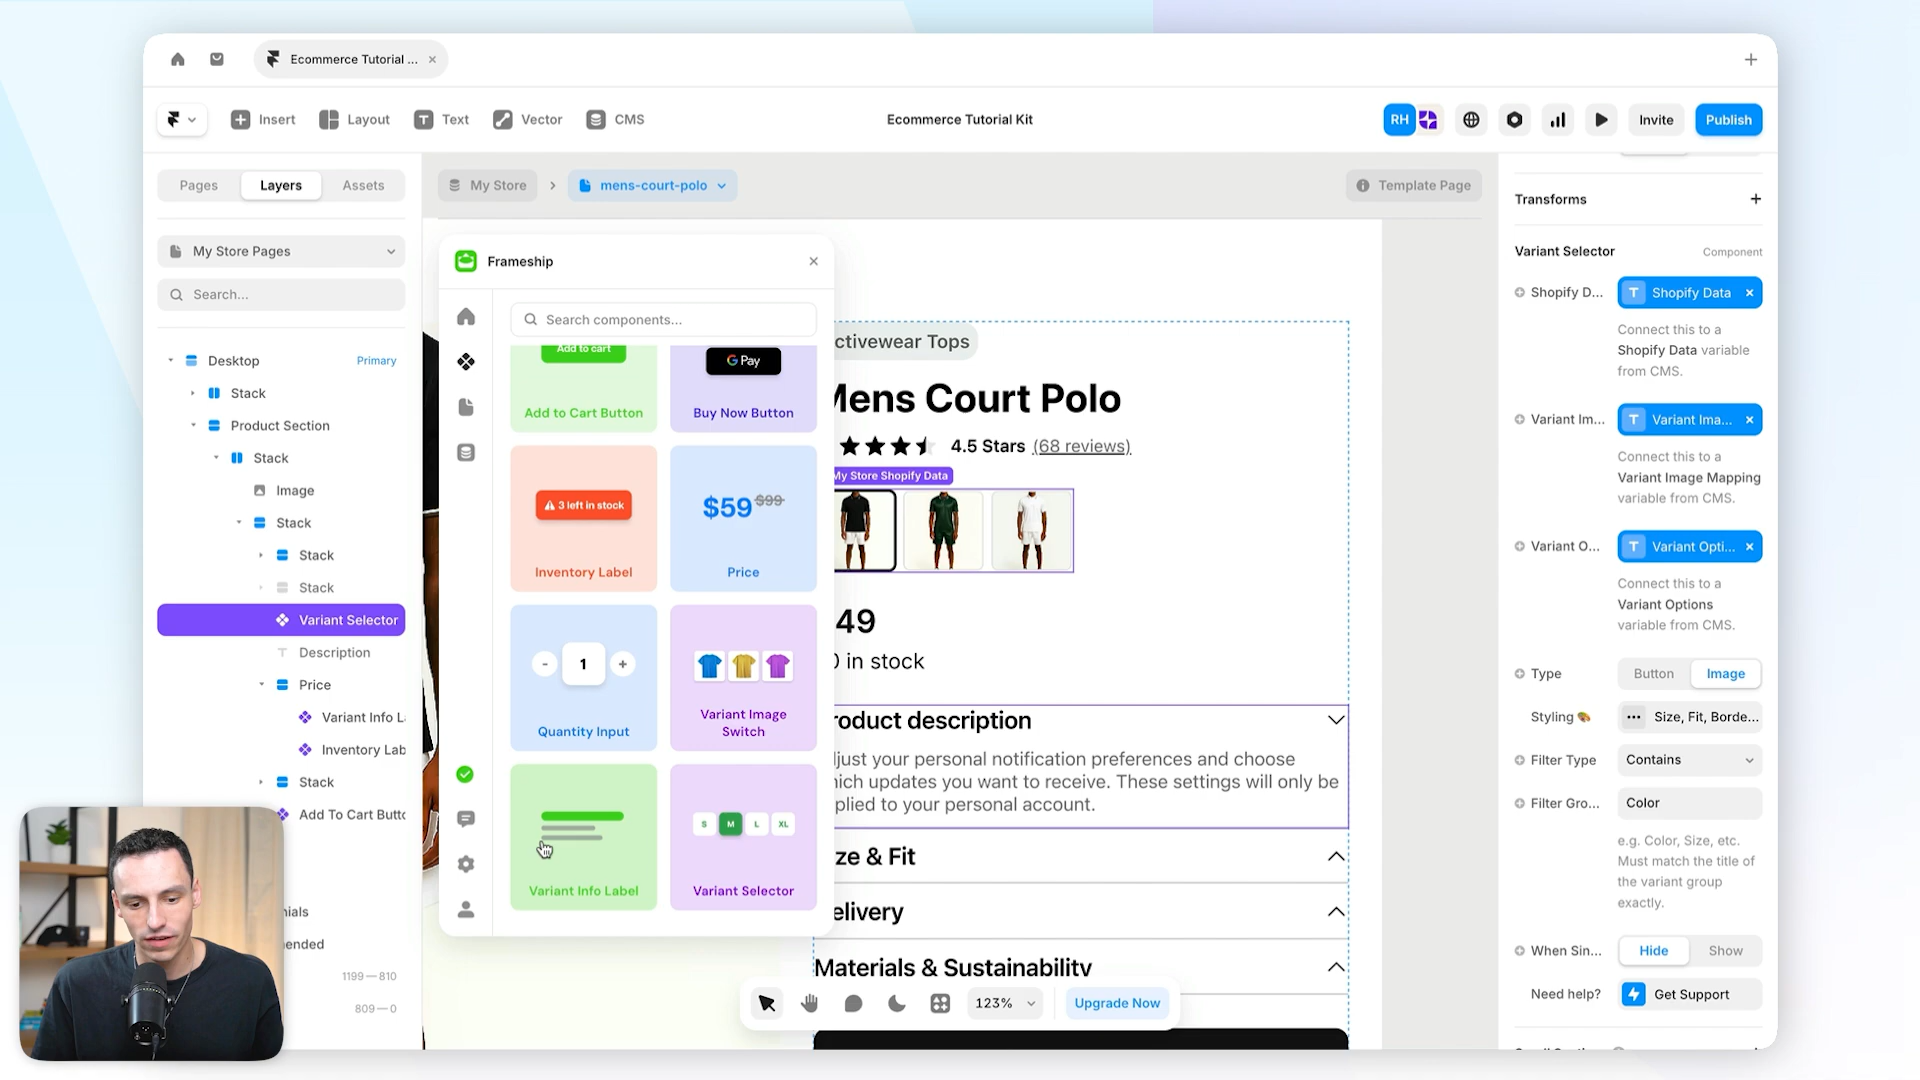 Ecommerce Tutorial ...
Insert
Layout
Text
Vector
CMS
Ecommerce Tutorial Kit
RH
Invite
Publish
Pages
Layers
Assets
My Store Pages
Search...
Desktop
Primary
Stack
Product Section
Stack
Image
Stack
Stack
Stack
Variant Selector
Description
Price
Variant Info L
Inventory Lab
Stack
Add To Cart Butto
nials
ended
1199 — 810
809 — 0
My Store
mens-court-polo
Template Page
Frameship
Search components...
Add to cart
Add to Cart Button
G Pay
Buy Now Button
3 left in stock
Inventory Label
$59 $99
Price
- 1 +
Quantity Input
Variant Image
Switch
Variant Info Label
S M L XL
Variant Selector
ctivewear Tops
Mens Court Polo
4.5 Stars (68 reviews)
My Store Shopify Data
49
0 in stock
roduct description
djust your personal notification preferences and choose
hich updates you want to receive. These settings will only be
plied to your personal account.
ze & Fit
elivery
Materials & Sustainability
123%
Upgrade Now
Transforms
Variant Selector
Component
Shopify D...
Shopify Data
Connect this to a
Shopify Data variable
from CMS.
Variant Im...
Variant Ima...
Connect this to a
Variant Image Mapping
variable from CMS.
Variant O...
Variant Opti...
Connect this to a
Variant Options
variable from CMS.
Type
Button
Image
Styling
Size, Fit, Borde...
Filter Type
Contains
Filter Gro...
Color
e.g. Color, Size, etc.
Must match the title of
the variant group
exactly.
When Sin...
Hide
Show
Need help?
Get Support